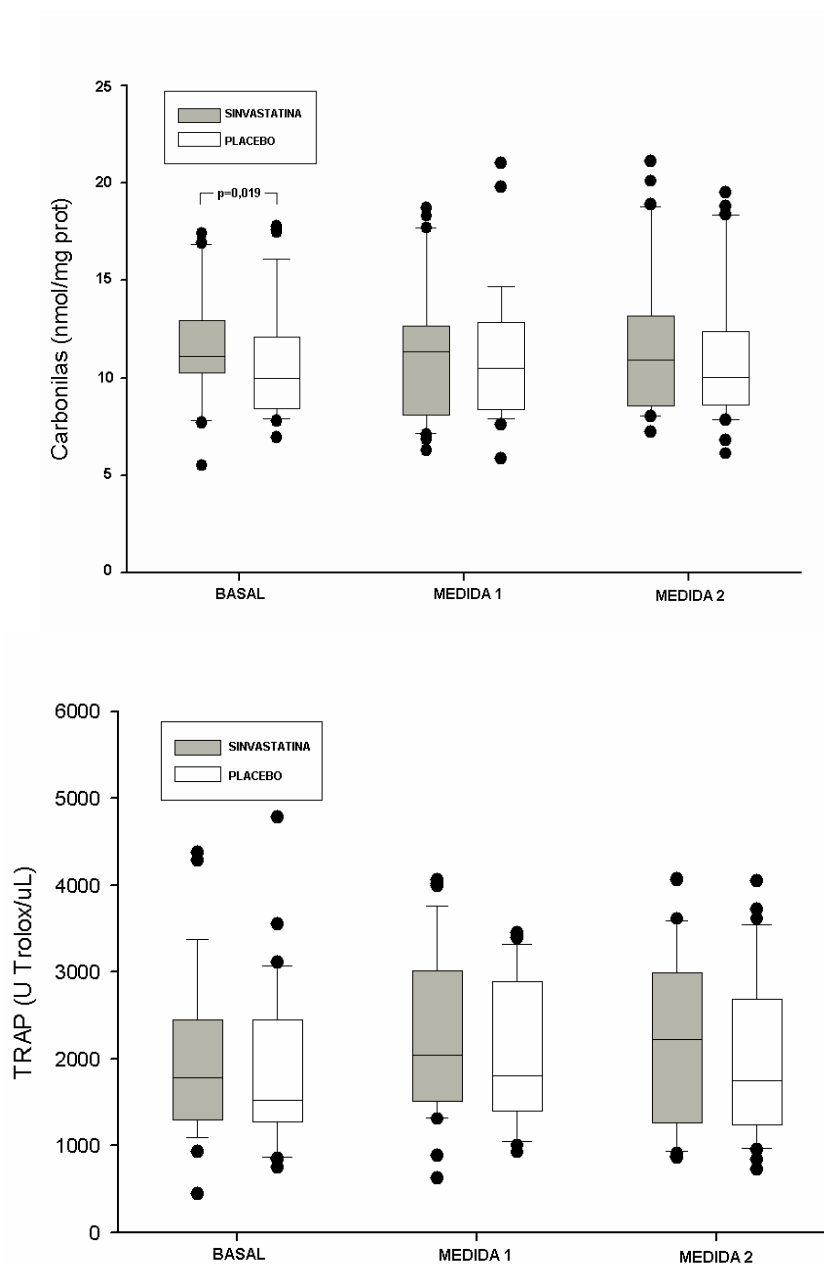 25
SINVASTATINA
PLACEBO
20
p=0,019
15
10
5
0
Carbonilas (nmol/mg prot)
BASAL MEDIDA 1 MEDIDA 2
6000
SINVASTATINA
PLACEBO
5000
4000
3000
2000
1000
0
TRAP (U Trolox/uL)
BASAL MEDIDA 1 MEDIDA 2